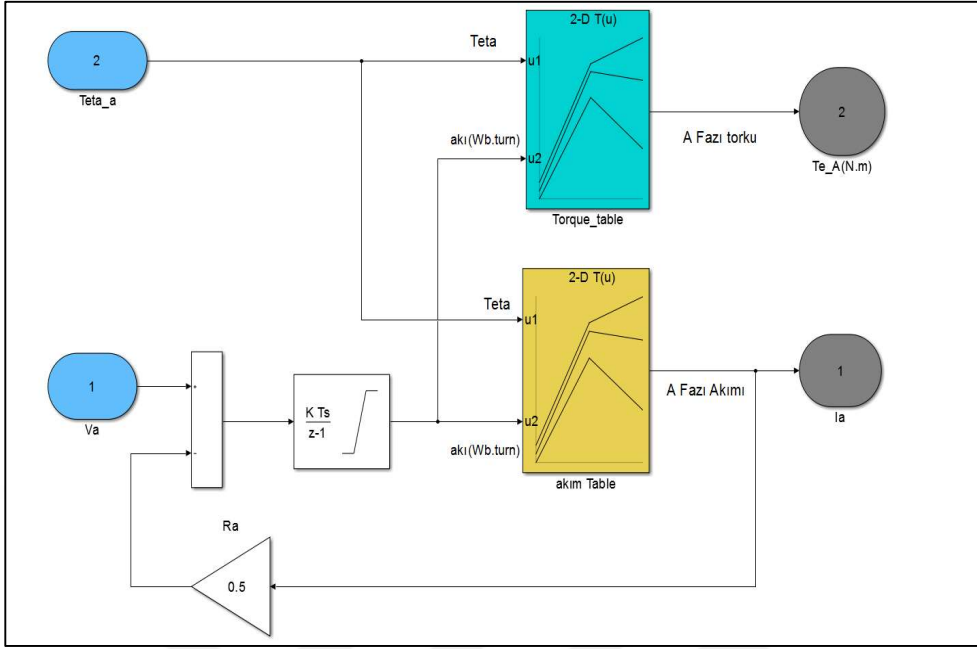 2-D T(u)
Teta
2
u1
Teta_a
2
akı(Wb.turn)
A Fazı torku
u2
Te_A(N.m)
Torque_table
2-D T(u)
Teta
u1
1
+
K Ts
z-1
A Fazı Akımı
1
Va
u2
Ia
-
akı(Wb.turn)
akım Table
Ra
0.5